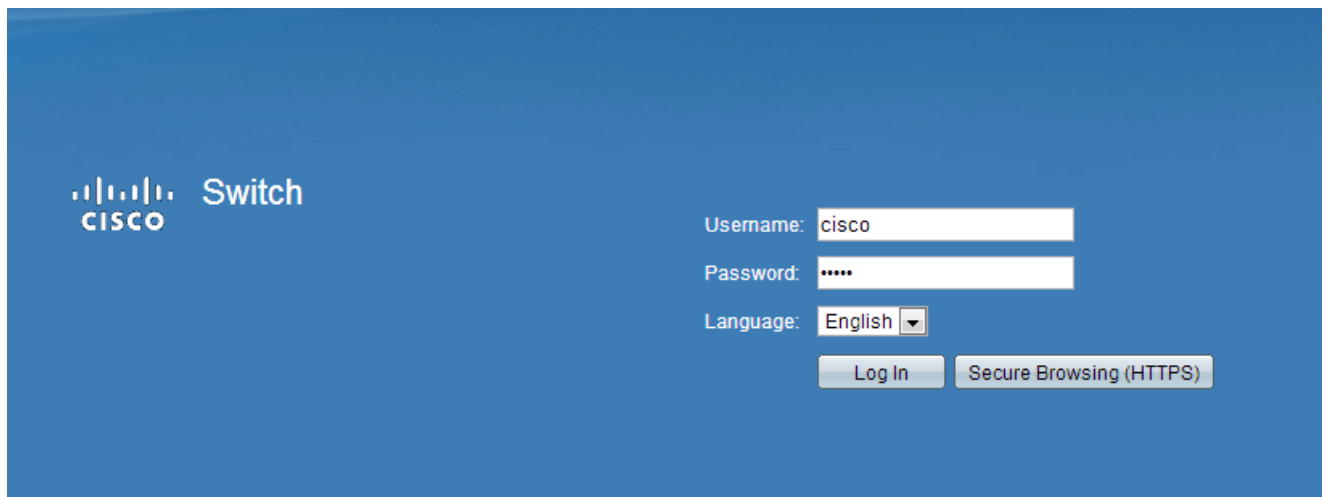 CISCO
Switch
Username: cisco
Password: •••••
Language: English
Log In
Secure Browsing (HTTPS)